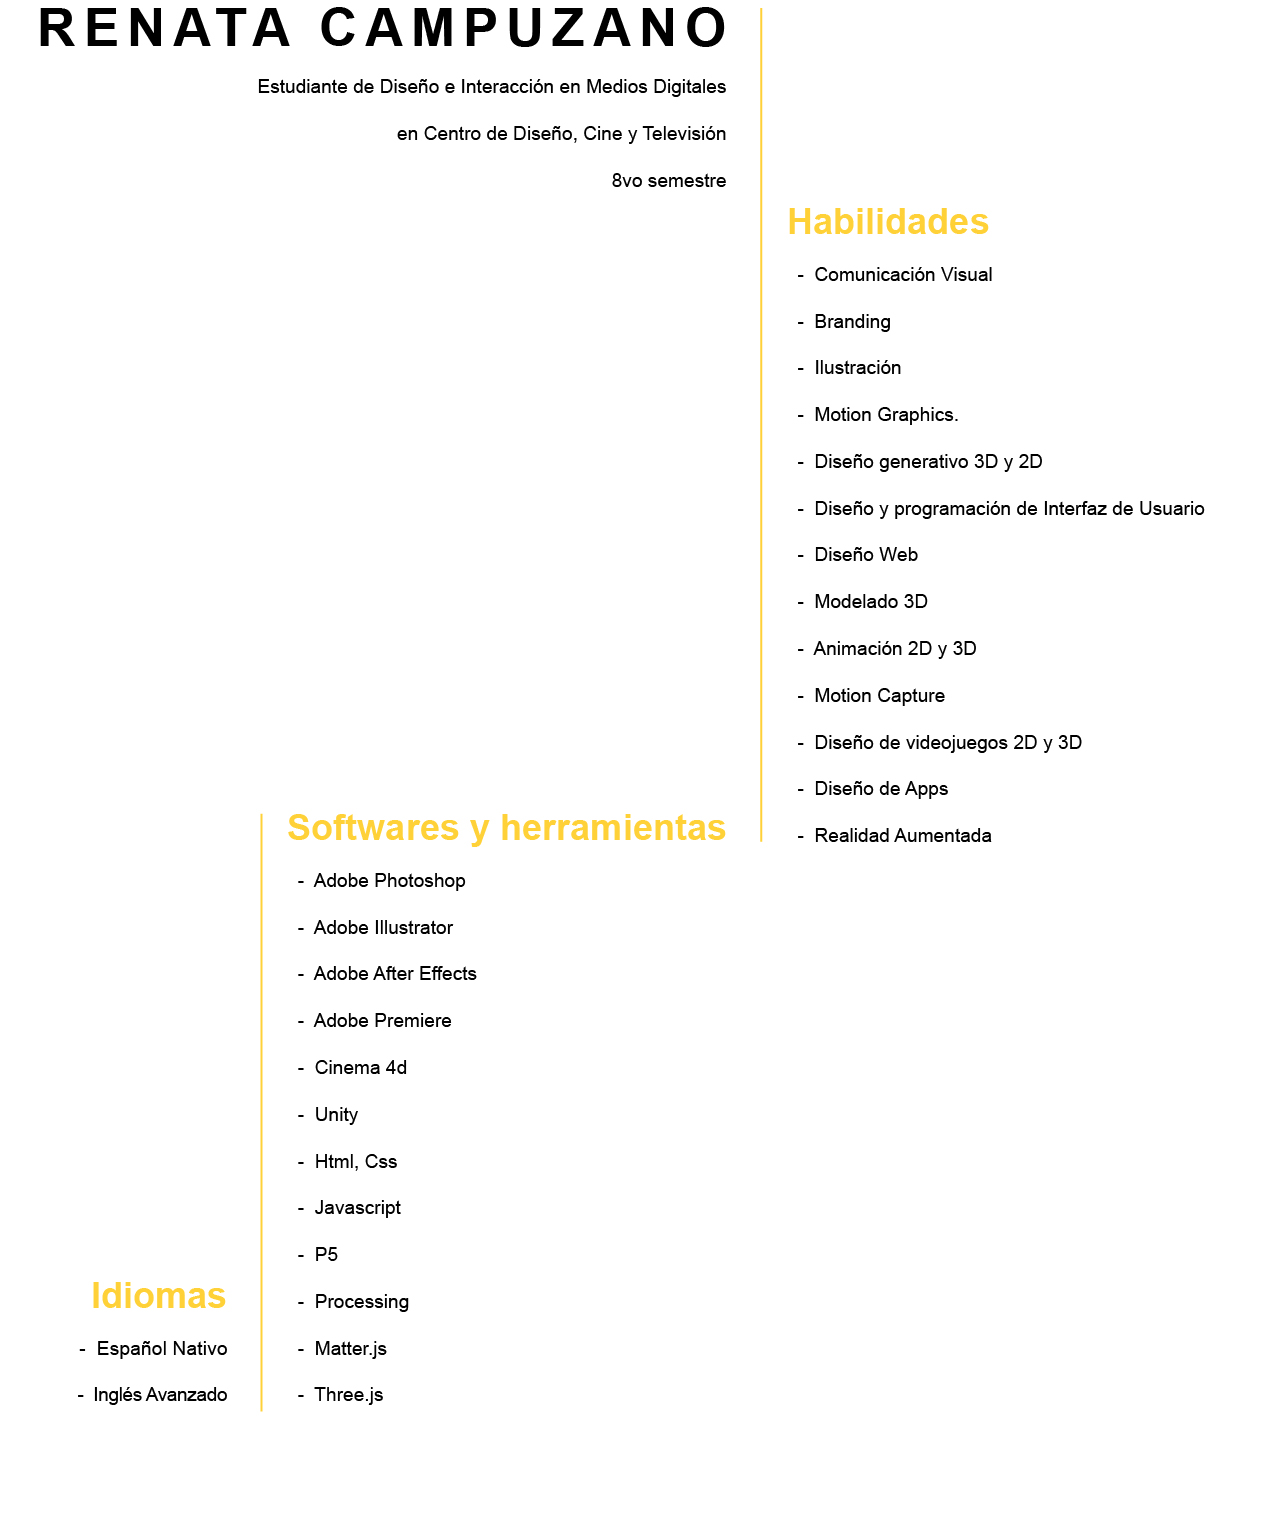 RENATA CAMPUZANO
Estudiante de Diseño e Interacción en Medios Digitales
en Centro de Diseño, Cine y Televisión
8vo semestre
Habilidades
- Comunicación Visual
- Branding
- Ilustración
- Motion Graphics.
- Diseño generativo 3D y 2D
- Diseño y programación de Interfaz de Usuario
- Diseño Web
- Modelado 3D
- Animación 2D y 3D
- Motion Capture
- Diseño de videojuegos 2D y 3D
- Diseño de Apps
- Realidad Aumentada
Softwares y herramientas
- Adobe Photoshop
- Adobe Illustrator
- Adobe After Effects
- Adobe Premiere
- Cinema 4d
- Unity
- Html, Css
- Javascript
- P5
- Processing
- Matter.js
- Three.js
Idiomas
- Español Nativo
- Inglés Avanzado